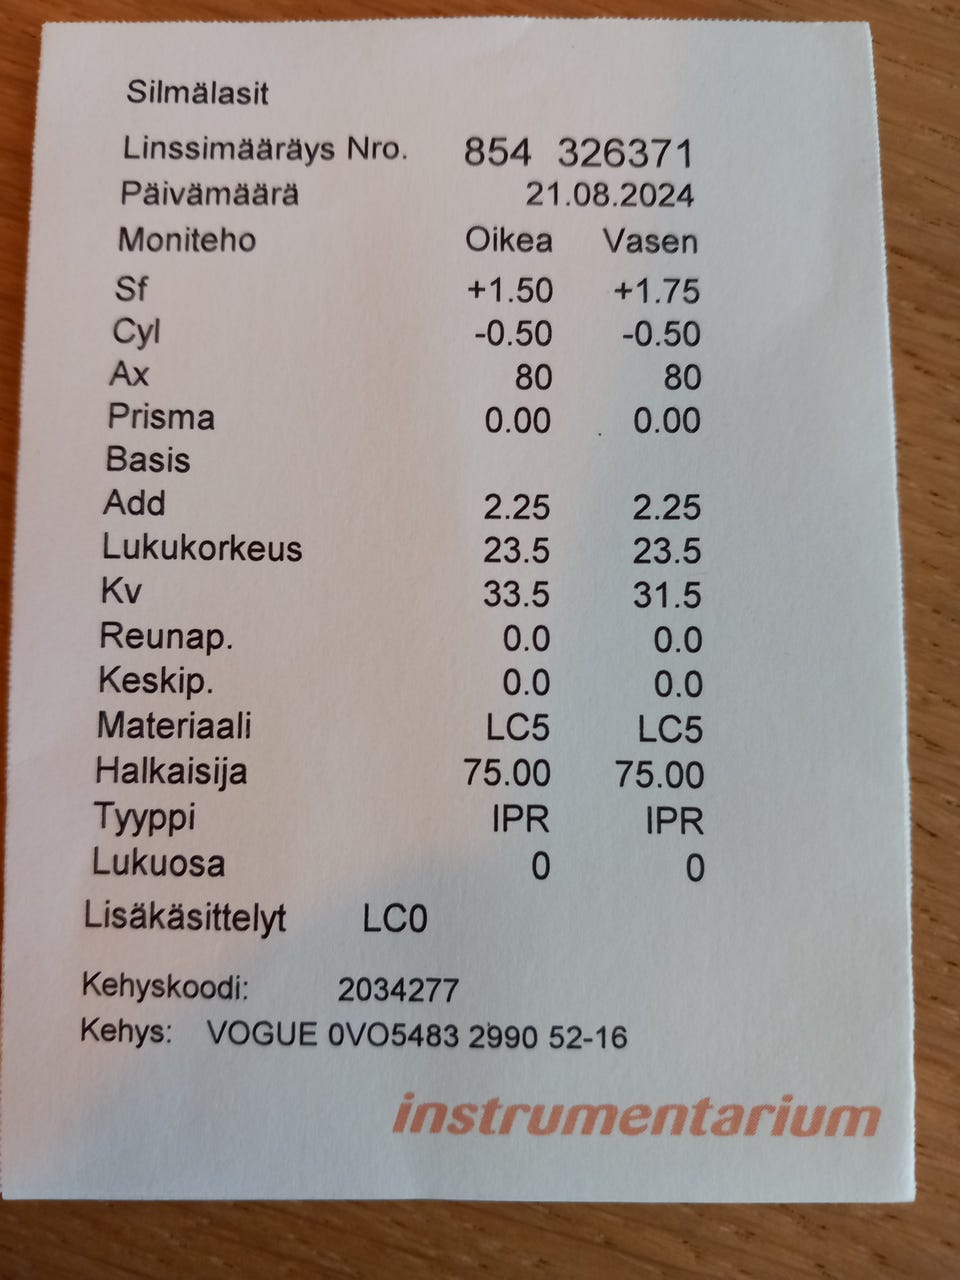 Silmälasit
Linssimääräys Nro. 854 326371
Päivämäärä 21.08.2024
Moniteho Oikea Vasen
Sf +1.50 +1.75
Cyl -0.50 -0.50
Ax 80 80
Prisma 0.00 0.00
Basis
Add 2.25 2.25
Lukukorkeus 23.5 23.5
Kv 33.5 31.5
Reunap. 0.0 0.0
Keskip. 0.0 0.0
Materiaali LC5 LC5
Halkaisija 75.00 75.00
Tyyppi IPR IPR
Lukuosa 0 0
Lisäkäsittelyt LC0
Kehyskoodi: 2034277
Kehys: VOGUE 0VO5483 2990 52-16
instrumentarium